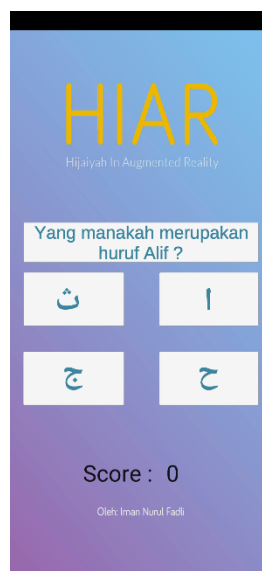 HIAR
Hijaiyah In Augmented Reality
Yang manakah merupakan
huruf Alif ?
ث
ا
ج
ح
Score : 0
Oleh: Iman Nurul Fadli